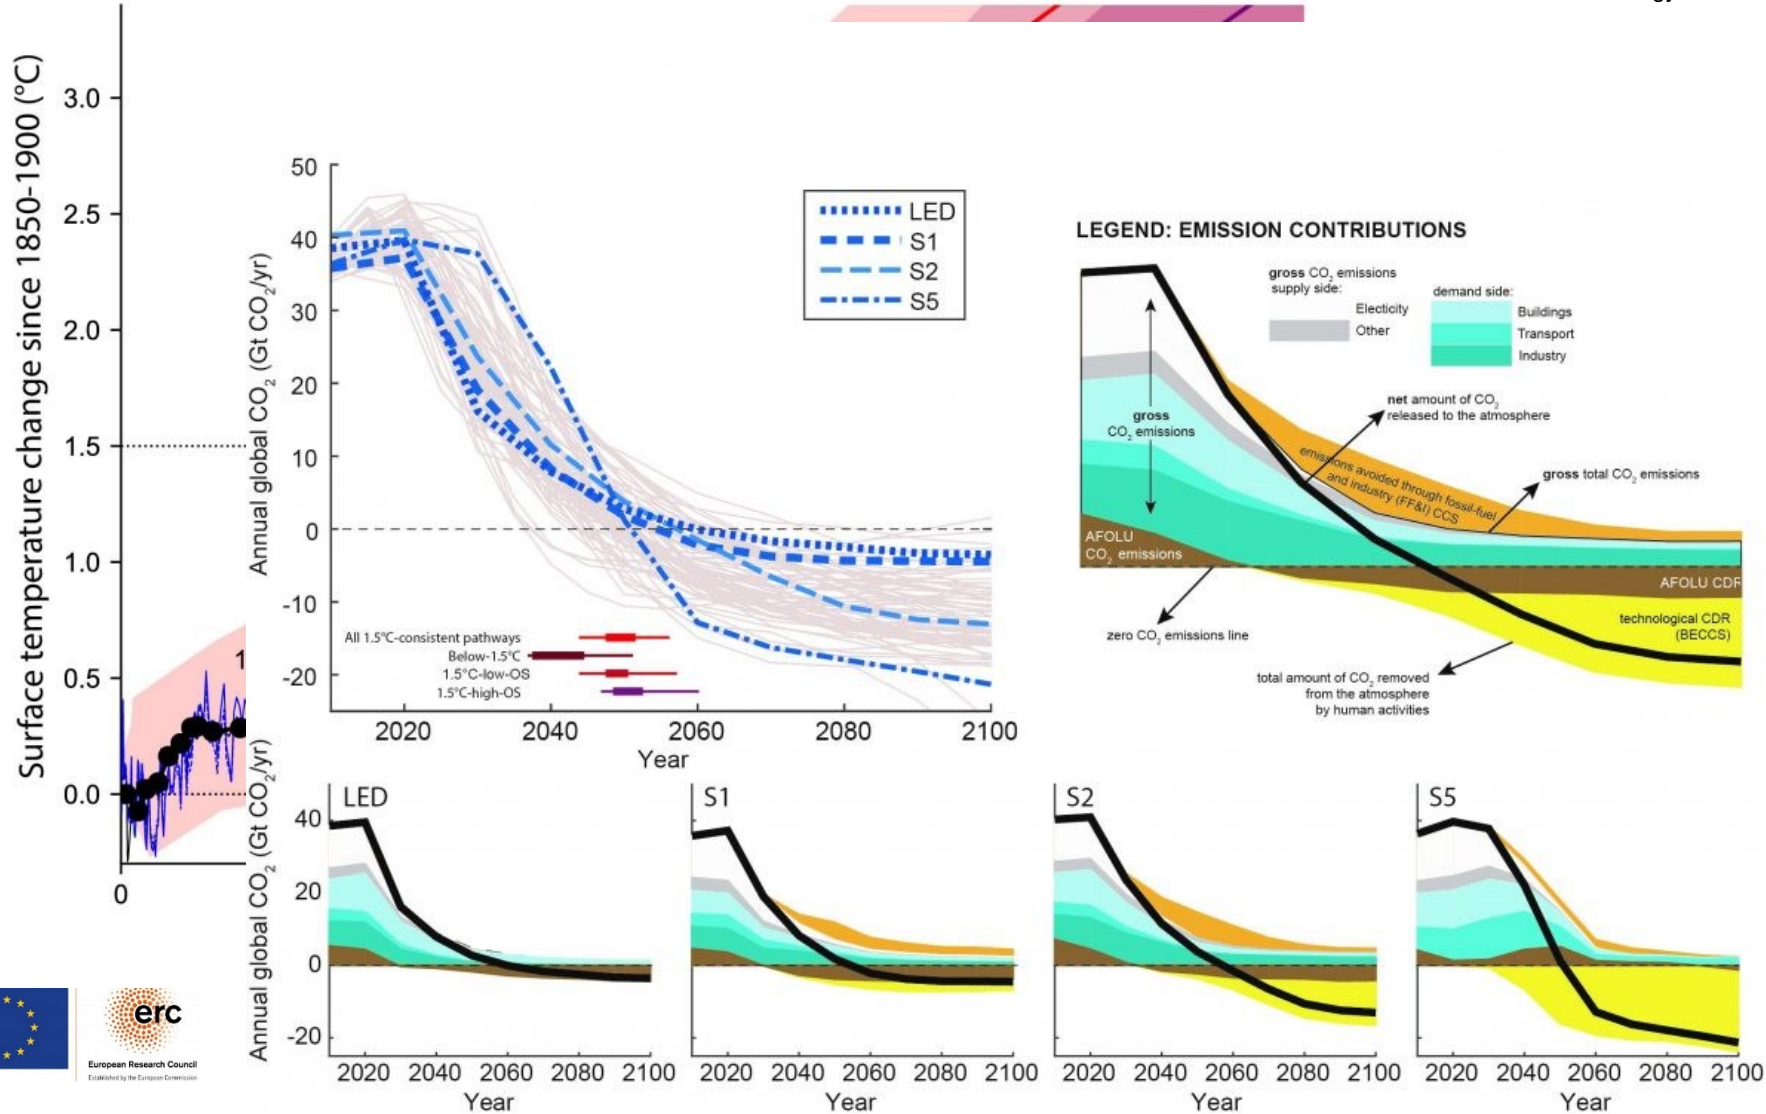 gy
Surface temperature change since 1850-1900 (°C)
3.0
2.5
2.0
1.5
1.0
0.5
0.0
0
1
Annual global CO2 (Gt CO2/yr)
50
40
30
20
10
0
-10
-20
LED
S1
S2
S5
All 1.5°C-consistent pathways
Below-1.5°C
1.5°C-low-OS
1.5°C-high-OS
2020 2040 2060 2080 2100
Year
LEGEND: EMISSION CONTRIBUTIONS
gross CO2 emissions
supply side:
Electicity
Other
demand side:
Buildings
Transport
Industry
gross
CO2 emissions
net amount of CO2
released to the atmosphere
emissions avoided through fossil-fuel
and industry (FF&I) CCS
gross total CO2 emissions
AFOLU
CO2 emissions
AFOLU CDR
technological CDR
(BECCS)
zero CO2 emissions line
total amount of CO2 removed
from the atmosphere
by human activities
Annual global CO2 (Gt CO2/yr)
40
20
0
-20
LED
2020 2040 2060 2080 2100
Year
S1
2020 2040 2060 2080 2100
Year
S2
2020 2040 2060 2080 2100
Year
S5
2020 2040 2060 2080 2100
Year
erc
European Research Council
Established by the European Commission